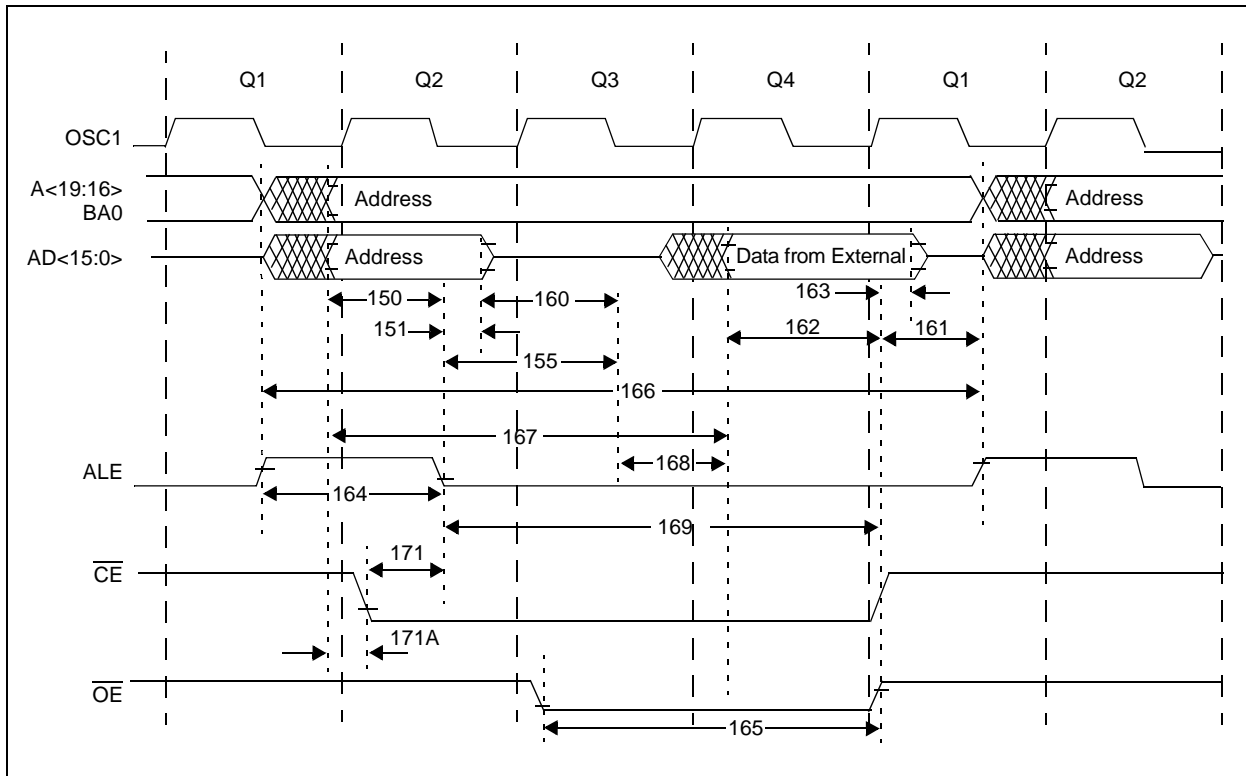 Q1 Q2 Q3 Q4 Q1 Q2
OSC1
A<19:16>
BA0
Address Address
AD<15:0>
Address Data from External Address
150 160 163
151 162 161
155
166
167
ALE
168
164
169
171
CE
171A
OE
165